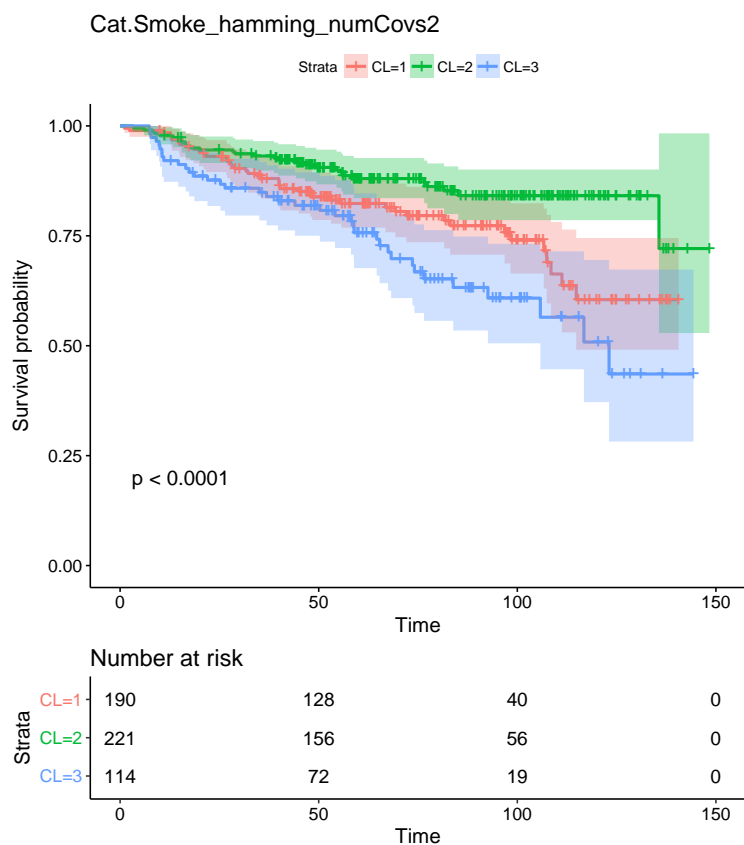 Cat.Smoke_hamming_numCovs2
Strata CL=1 CL=2 CL=3
1.00
0.75
0.50
0.25
0.00
Survival probability
p < 0.0001
0 50 100 150
Time
Number at risk
Strata
CL=1 190 128 40 0
CL=2 221 156 56 0
CL=3 114 72 19 0
0 50 100 150
Time